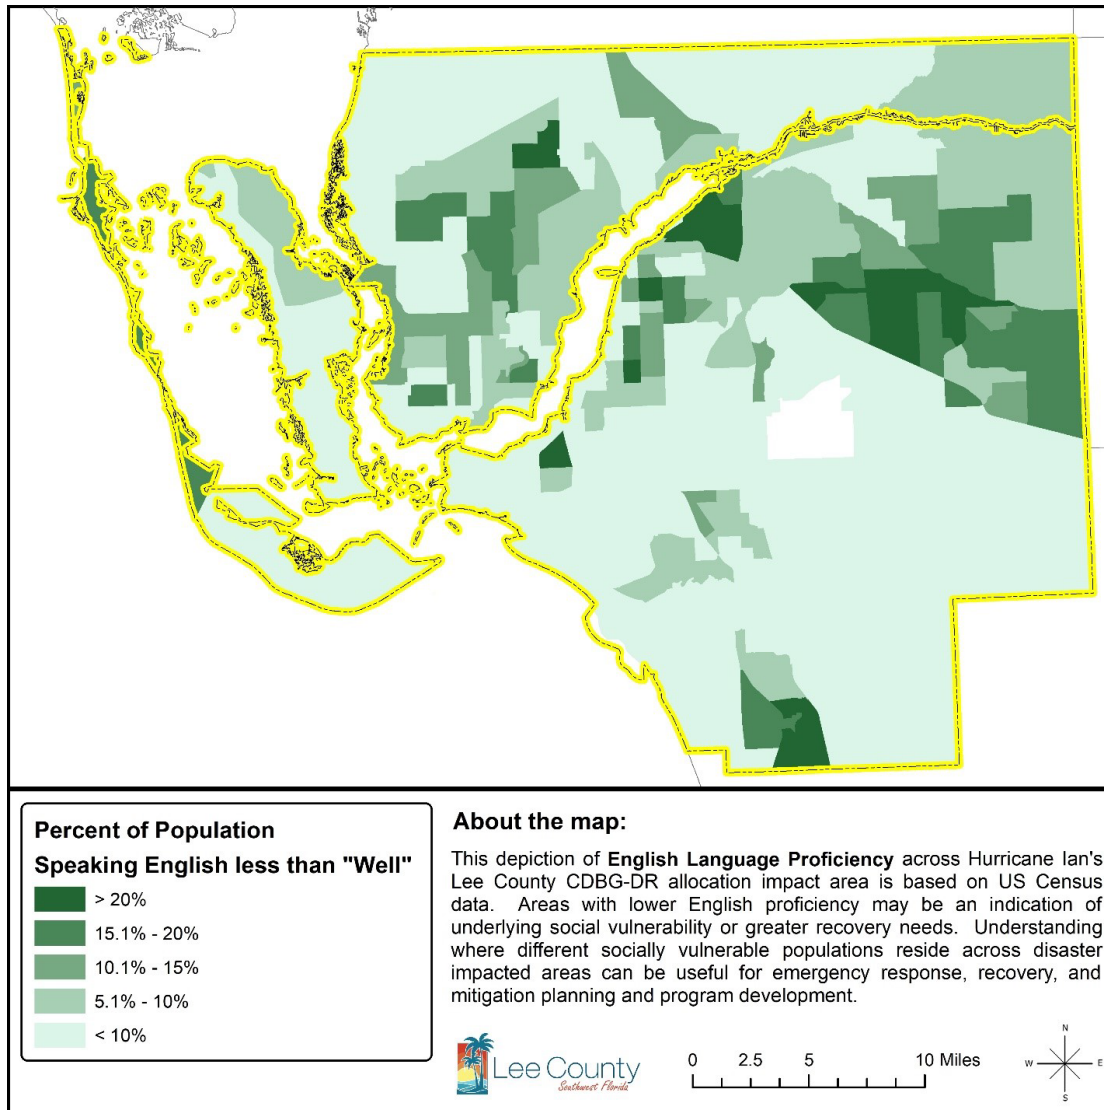 Percent of Population
Speaking English less than "Well"
> 20%
15.1% - 20%
10.1% - 15%
5.1% - 10%
< 10%
About the map:
This depiction of English Language Proficiency across Hurricane Ian's
Lee County CDBG-DR allocation impact area is based on US Census
data. Areas with lower English proficiency may be an indication of
underlying social vulnerability or greater recovery needs. Understanding
where different socially vulnerable populations reside across disaster
impacted areas can be useful for emergency response, recovery, and
mitigation planning and program development.
Lee County
Southwest Florida
0 2.5 5 10 Miles
N
W E
S